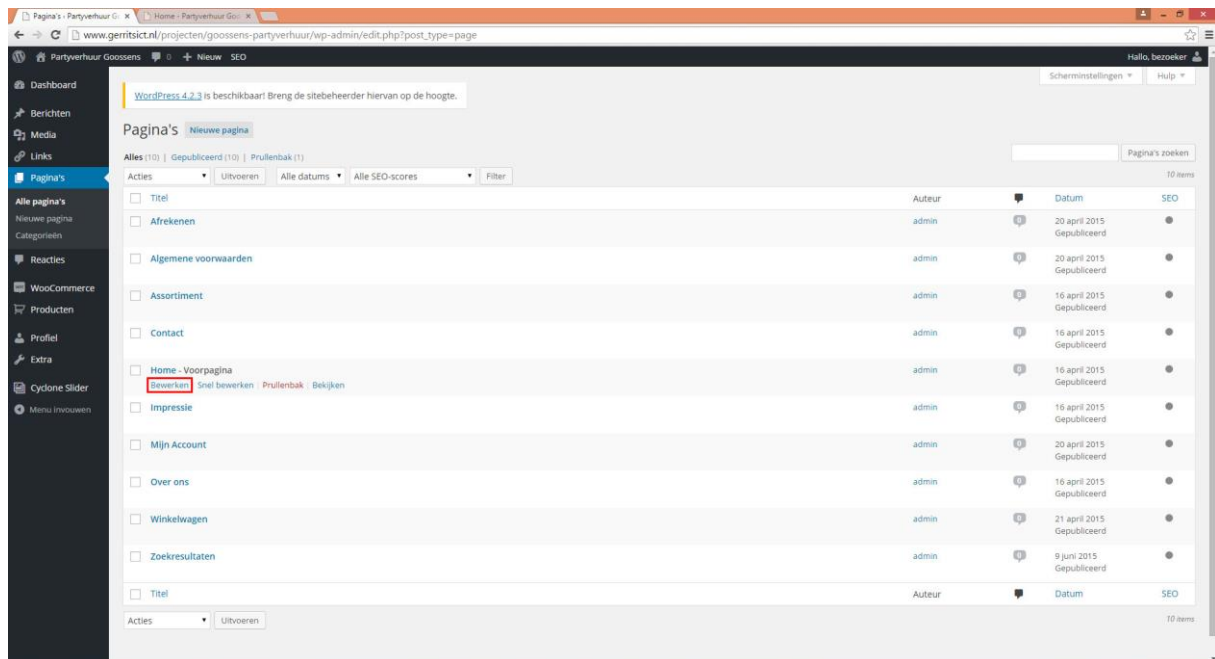 Pagina's ‹ Partyverhuur G Home - Partyverhuur Goo
www.gerritsict.nl/projecten/goossens-partyverhuur/wp-admin/edit.php?post_type=page
Partyverhuur Goossens 0 + Nieuw SEO Hallo, bezoeker
Scherminstellingen Hulp
Dashboard
Berichten
Media
Links
Pagina's
Alle pagina's
Nieuwe pagina
Categorieën
Reacties
WooCommerce
Producten
Profiel
Extra
Cyclone Slider
Menu invouwen
WordPress 4.2.3 is beschikbaar! Breng de sitebeheerder hiervan op de hoogte.
Pagina's Nieuwe pagina
Alles (10) | Gepubliceerd (10) | Prullenbak (1)
Pagina's zoeken
Acties Uitvoeren Alle datums Alle SEO-scores Filter 10 items
Titel Auteur Datum SEO
Afrekenen admin 0 20 april 2015
Gepubliceerd
Algemene voorwaarden admin 0 20 april 2015
Gepubliceerd
Assortiment admin 0 16 april 2015
Gepubliceerd
Contact admin 0 16 april 2015
Gepubliceerd
Home - Voorpagina admin 0 16 april 2015
Bewerken | Snel bewerken | Prullenbak | Bekijken Gepubliceerd
Impressie admin 0 16 april 2015
Gepubliceerd
Mijn Account admin 0 20 april 2015
Gepubliceerd
Over ons admin 0 16 april 2015
Gepubliceerd
Winkelwagen admin 0 21 april 2015
Gepubliceerd
Zoekresultaten admin 0 9 juni 2015
Gepubliceerd
Titel Auteur Datum SEO
Acties Uitvoeren 10 items